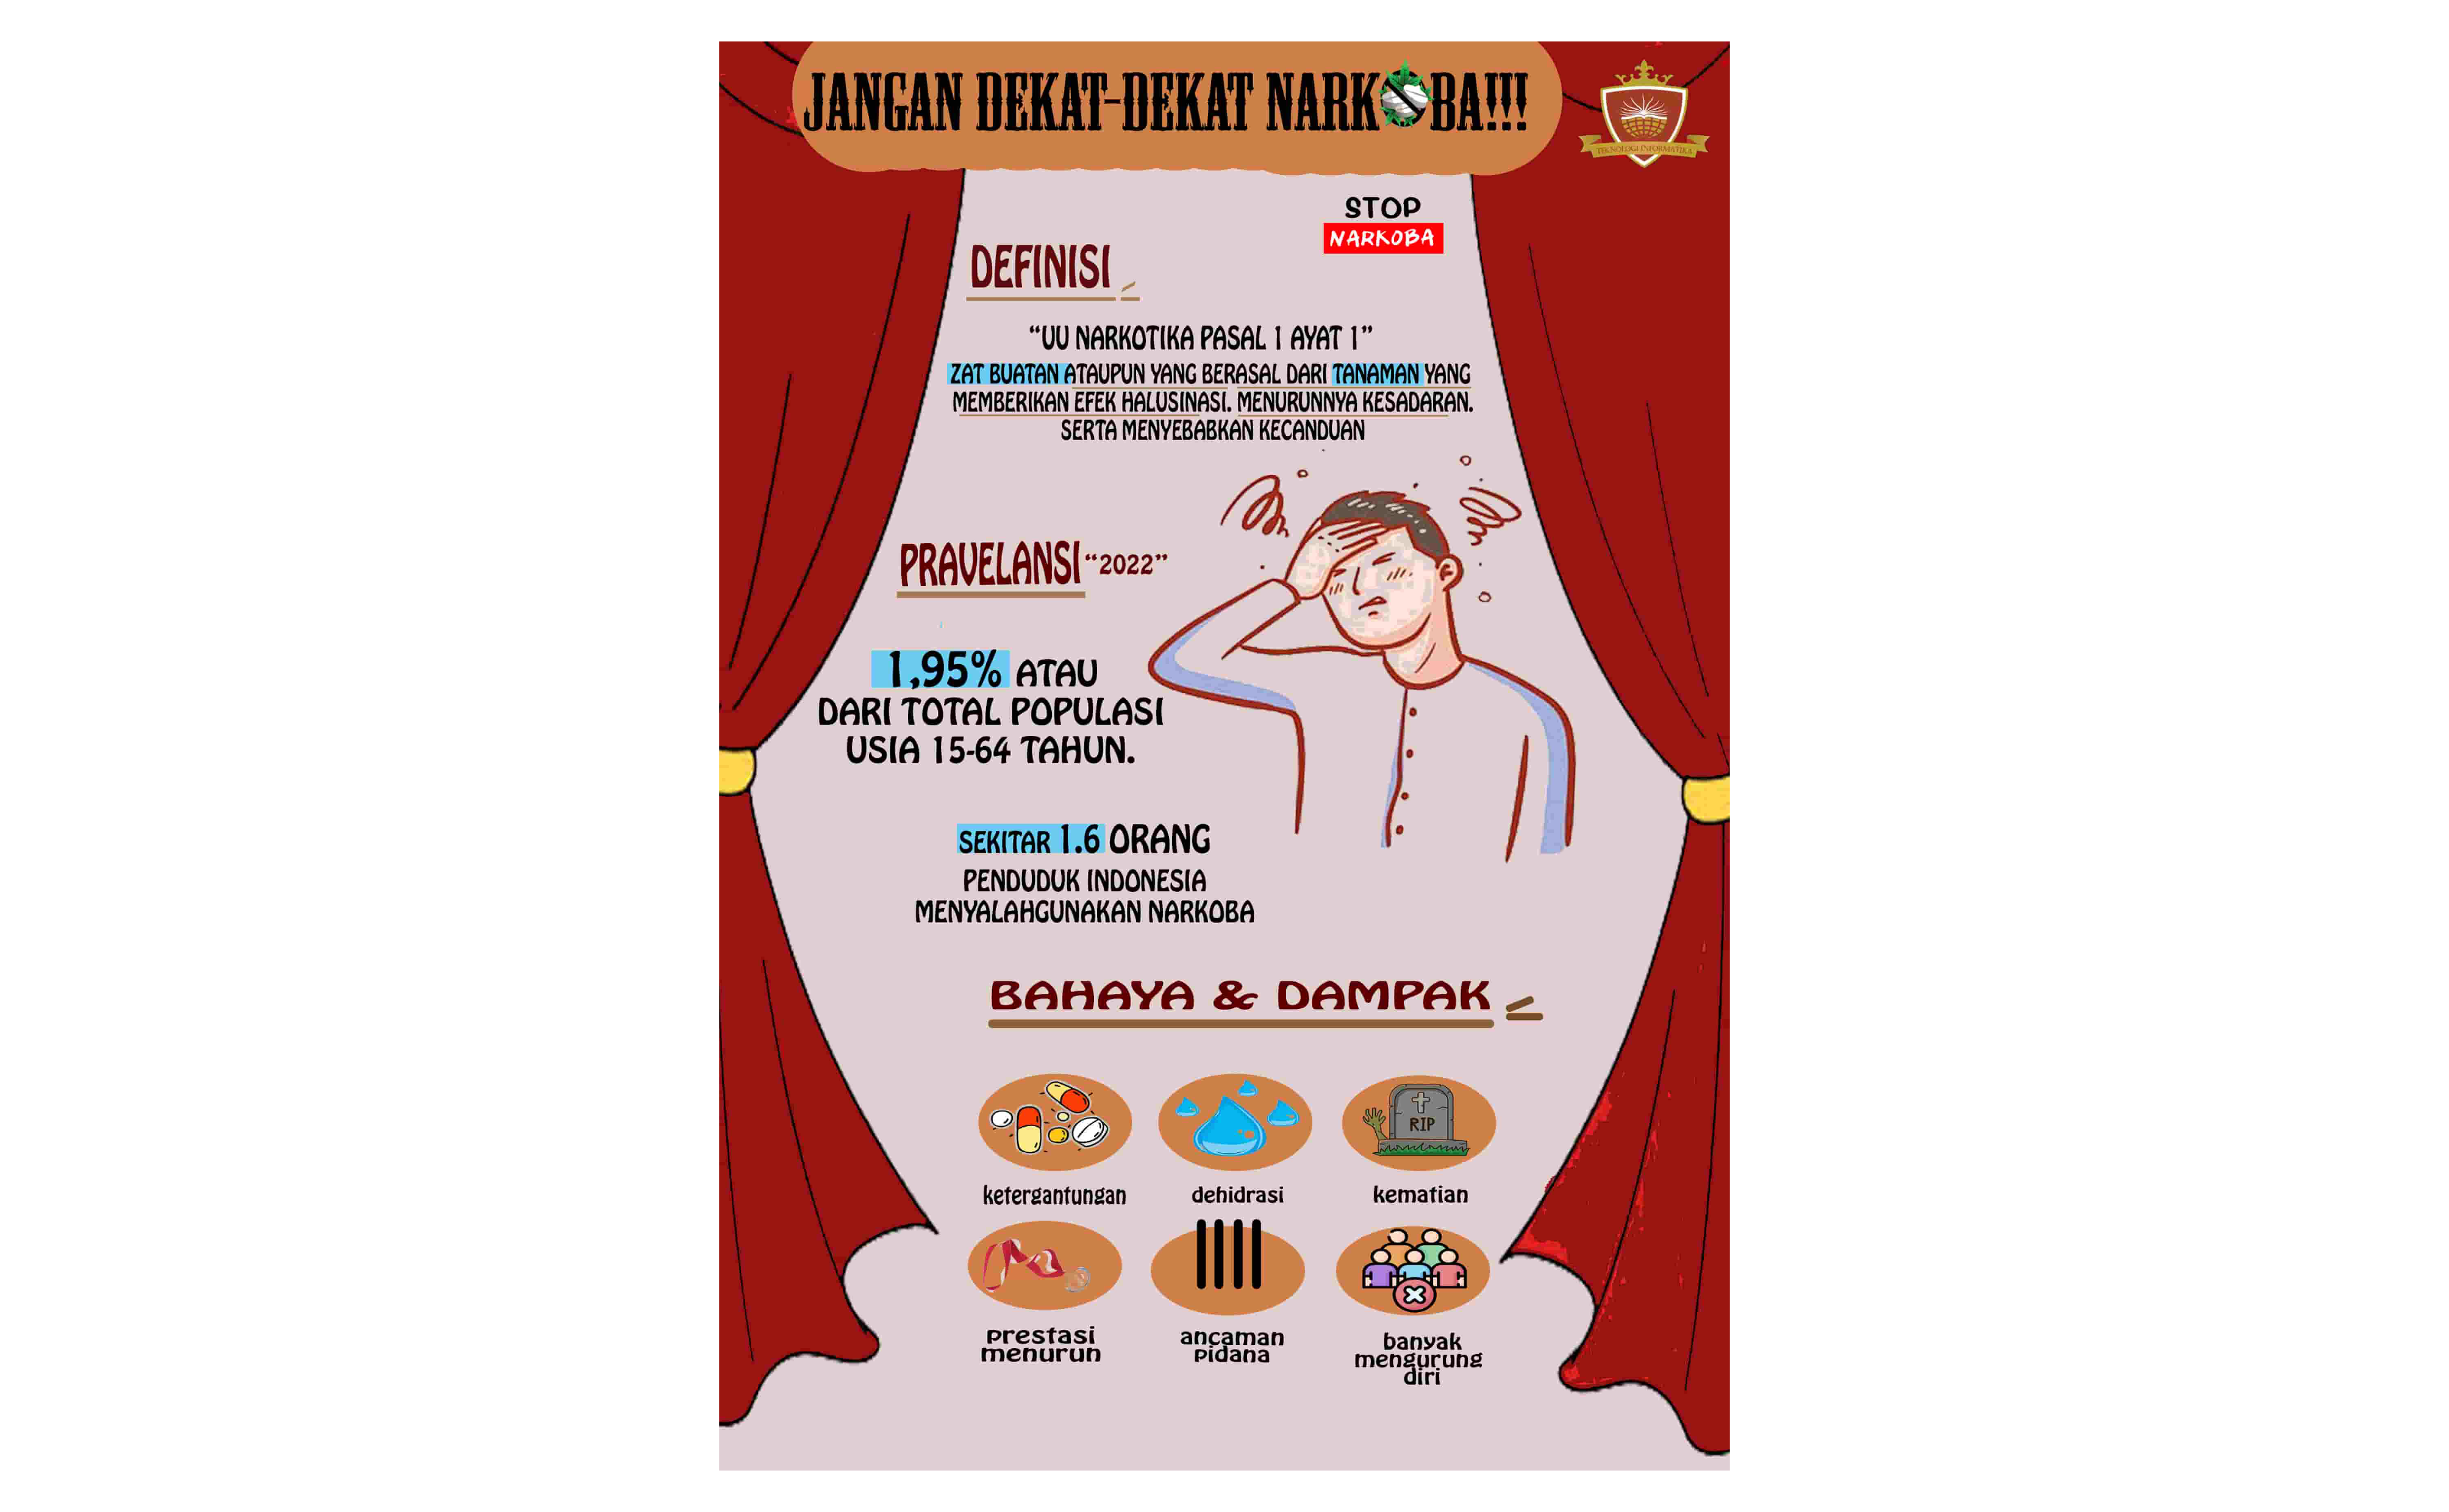 JANGAN DEKAT-DEKAT NARKOBA!!!
TEKNOLOGI INFORMATIKA
STOP
NARKOBA
DEFINISI
“UU NARKOTIKA PASAL 1 AYAT 1”
ZAT BUATAN ATAUPUN YANG BERASAL DARI TANAMAN YANG
MEMBERIKAN EFEK HALUSINASI. MENURUNNYA KESADARAN.
SERTA MENYEBABKAN KECANDUAN
PRAVELANSI “2022”
1,95% ATAU
DARI TOTAL POPULASI
USIA 15-64 TAHUN.
SEKITAR 1.6 ORANG
PENDUDUK INDONESIA
MENYALAHGUNAKAN NARKOBA
BAHAYA & DAMPAK
RIP
ketergantungan
dehidrasi
kematian
prestasi
menurun
ancaman
pidana
banyak
mengurung
diri